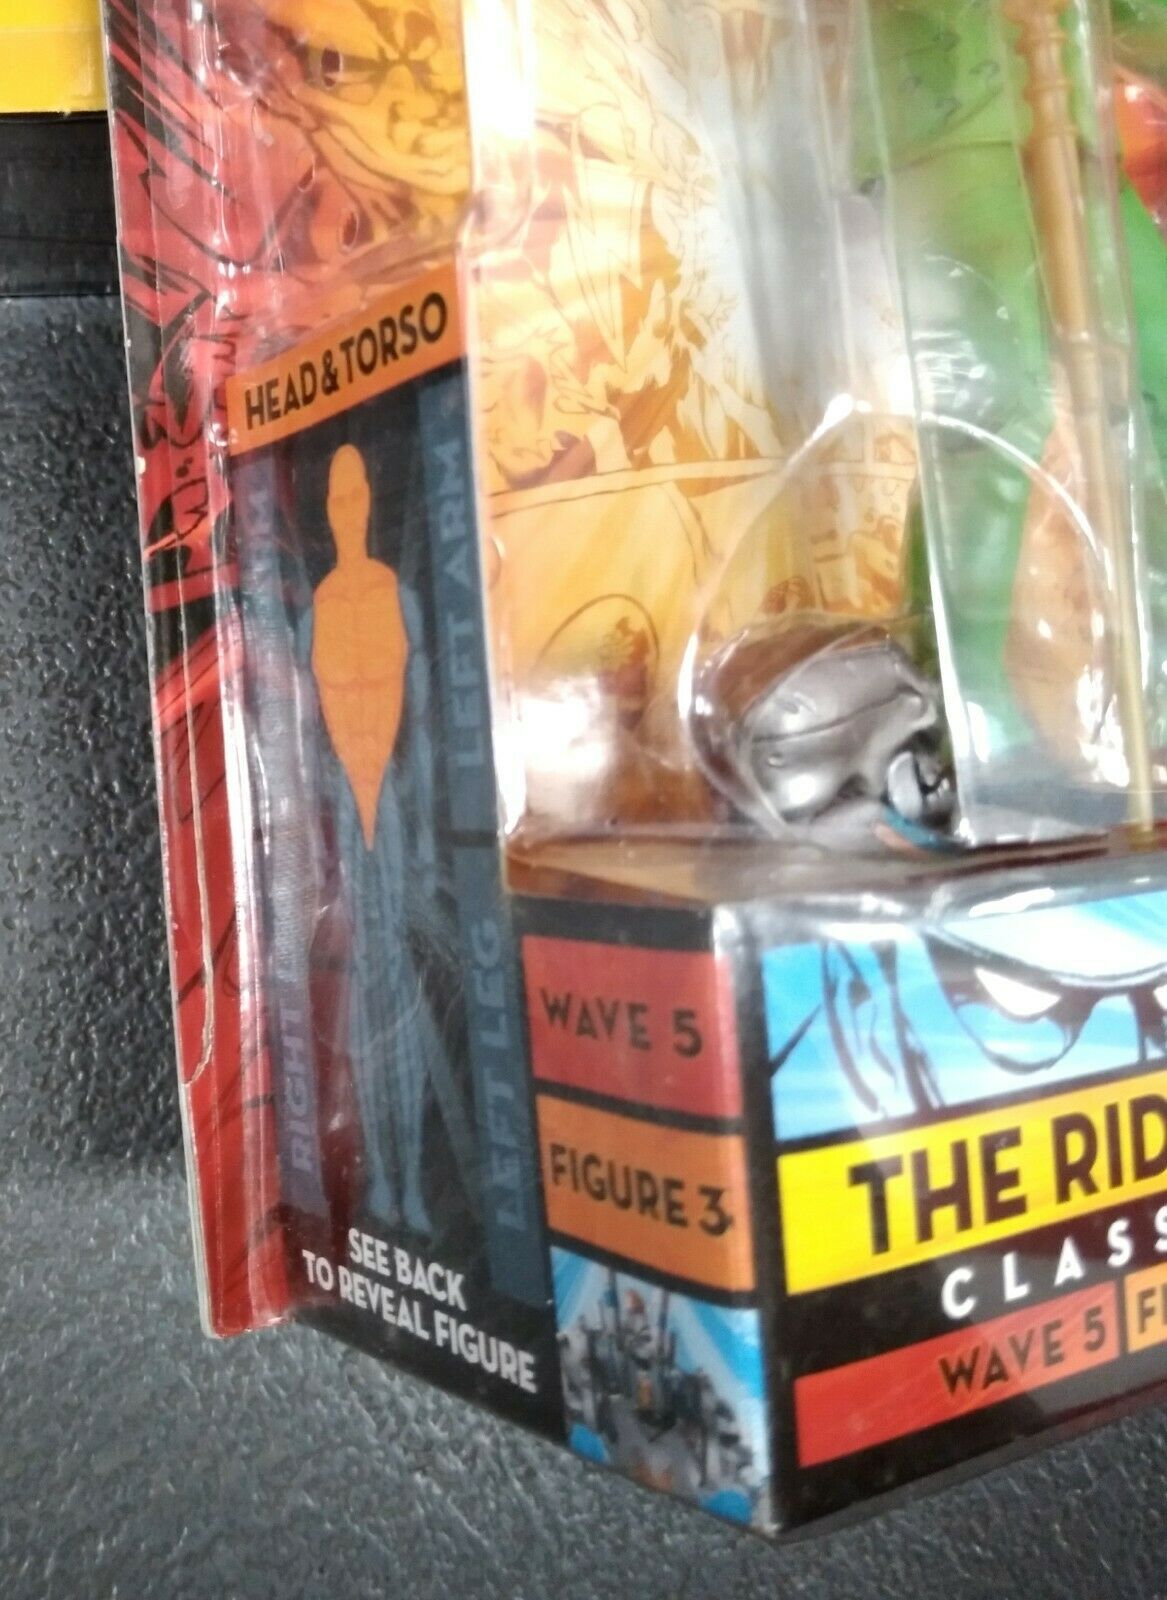 HEAD & TORSO
LEFT ARM
RIGHT
LEFT LEG
SEE BACK
TO REVEAL FIGURE
WAVE 5
FIGURE 3
THE RID
CLASS
WAVE 5